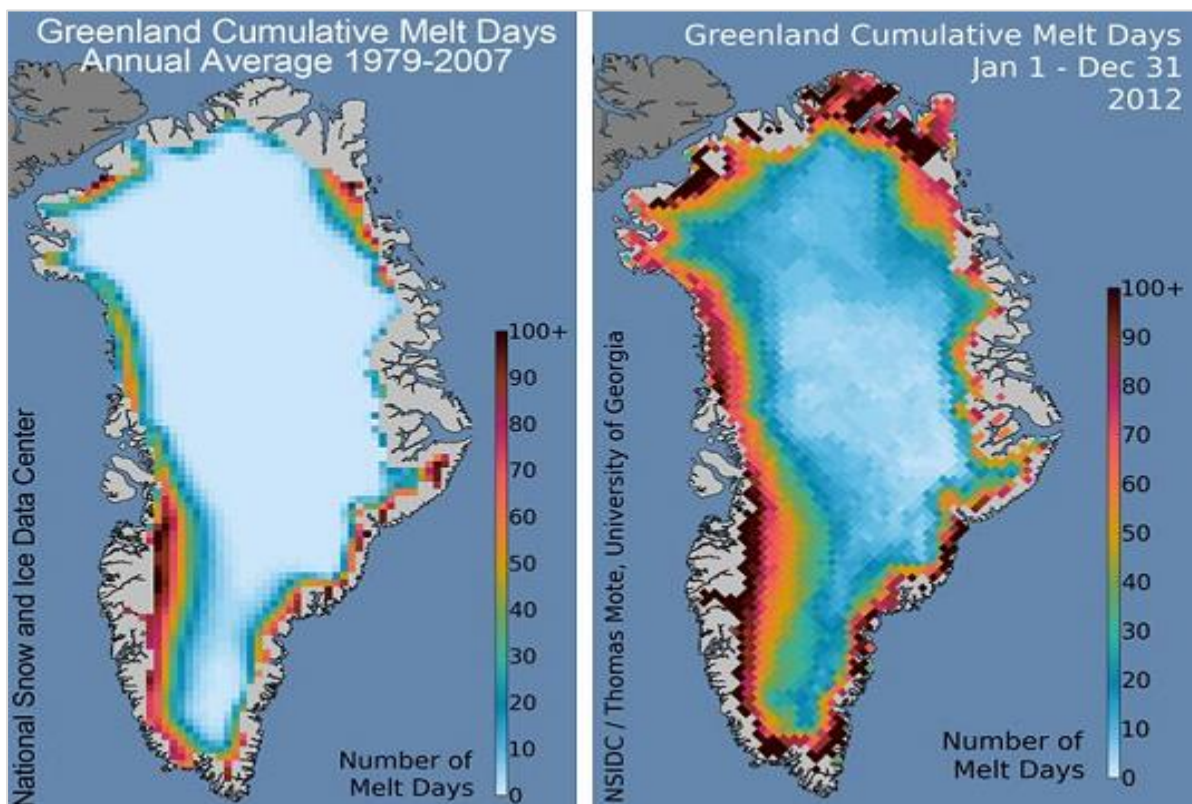 Greenland Cumulative Melt Days
Annual Average 1979-2007
National Snow and Ice Data Center
100+
90
80
70
60
50
40
30
20
10
0
Number of
Melt Days
Greenland Cumulative Melt Days
Jan 1 - Dec 31
2012
NSIDC / Thomas Mote, University of Georgia
100+
90
80
70
60
50
40
30
20
10
0
Number of
Melt Days